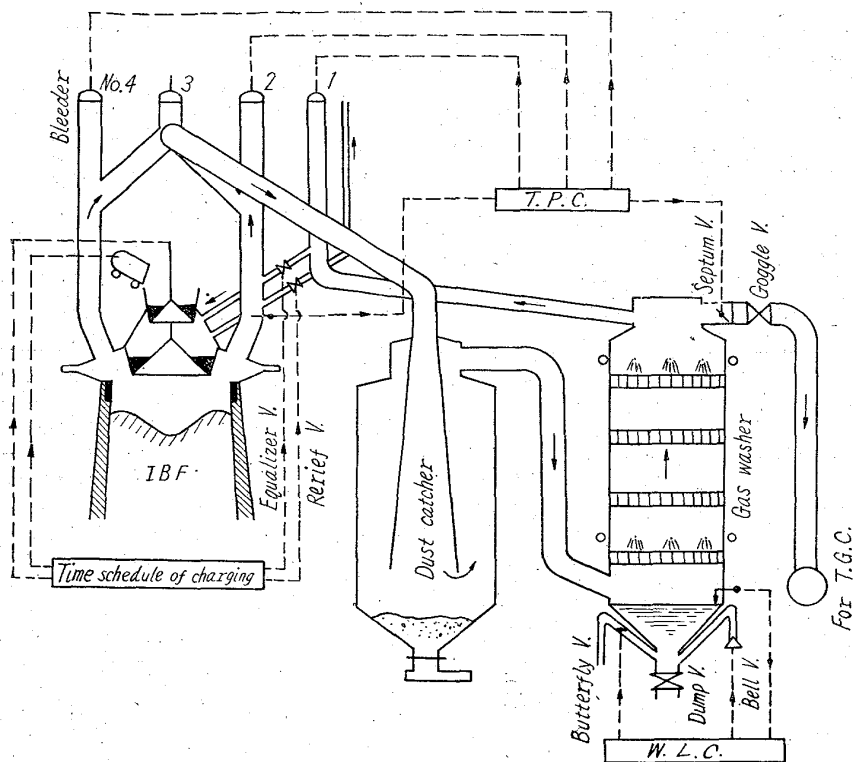 Bleeder
No.4
3
2
1
T. P. C.
Septum V.
Goggle V.
Equalizer V.
Rerief V.
IBF
Dust catcher
Gas washer
Time schedule of charging
For T.G.C.
Butterfly V.
Dump V.
Bell V.
W. L. C.